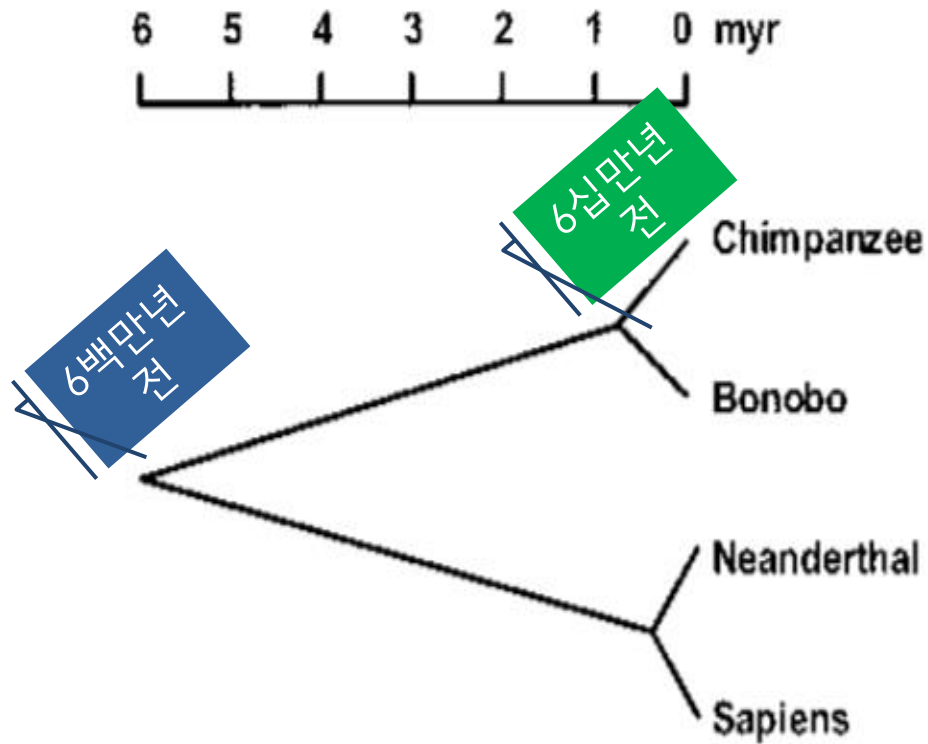 6 5 4 3 2 1 0 myr
6십만년
전
Chimpanzee
6백만년
전
Bonobo
Neanderthal
Sapiens